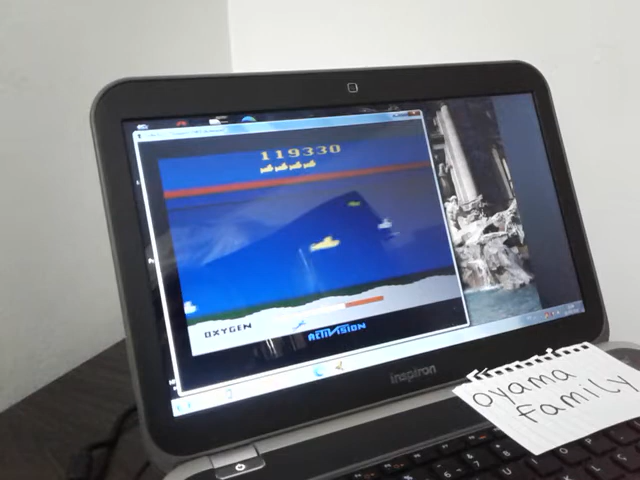 119330
OXYGEN
ACTIVISION
inspiron
oyama
family